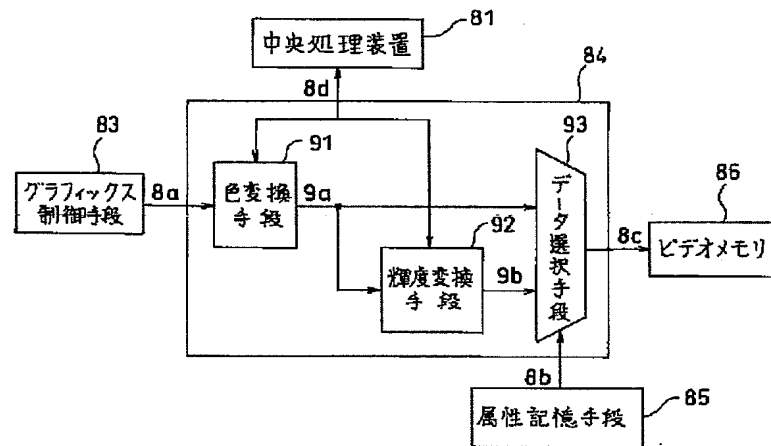 中央処理装置
81
8d
84
83
グラフィックス
制御手段
8a
91
色変換
手段
9a
92
輝度変換
手段
9b
93
データ選択手段
8c
86
ビデオメモリ
8b
属性記憶手段
85